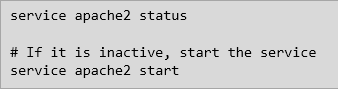 service apache2 status
# If it is inactive, start the service
service apache2 start